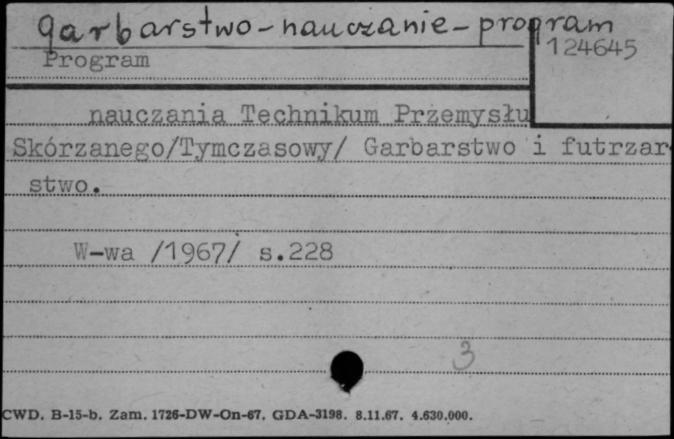 garbarstwo-nauczanie-program
124645
Program
nauczania Technikum Przemysłu
Skórzanego/Tymczasowy/ Garbarstwo i futrzar
stwo.
W-wa /1967/ s.228
3
CWD. B-15-b. Zam. 1726-DW-On-67. GDA-3198. 8.11.67. 4.630.000.